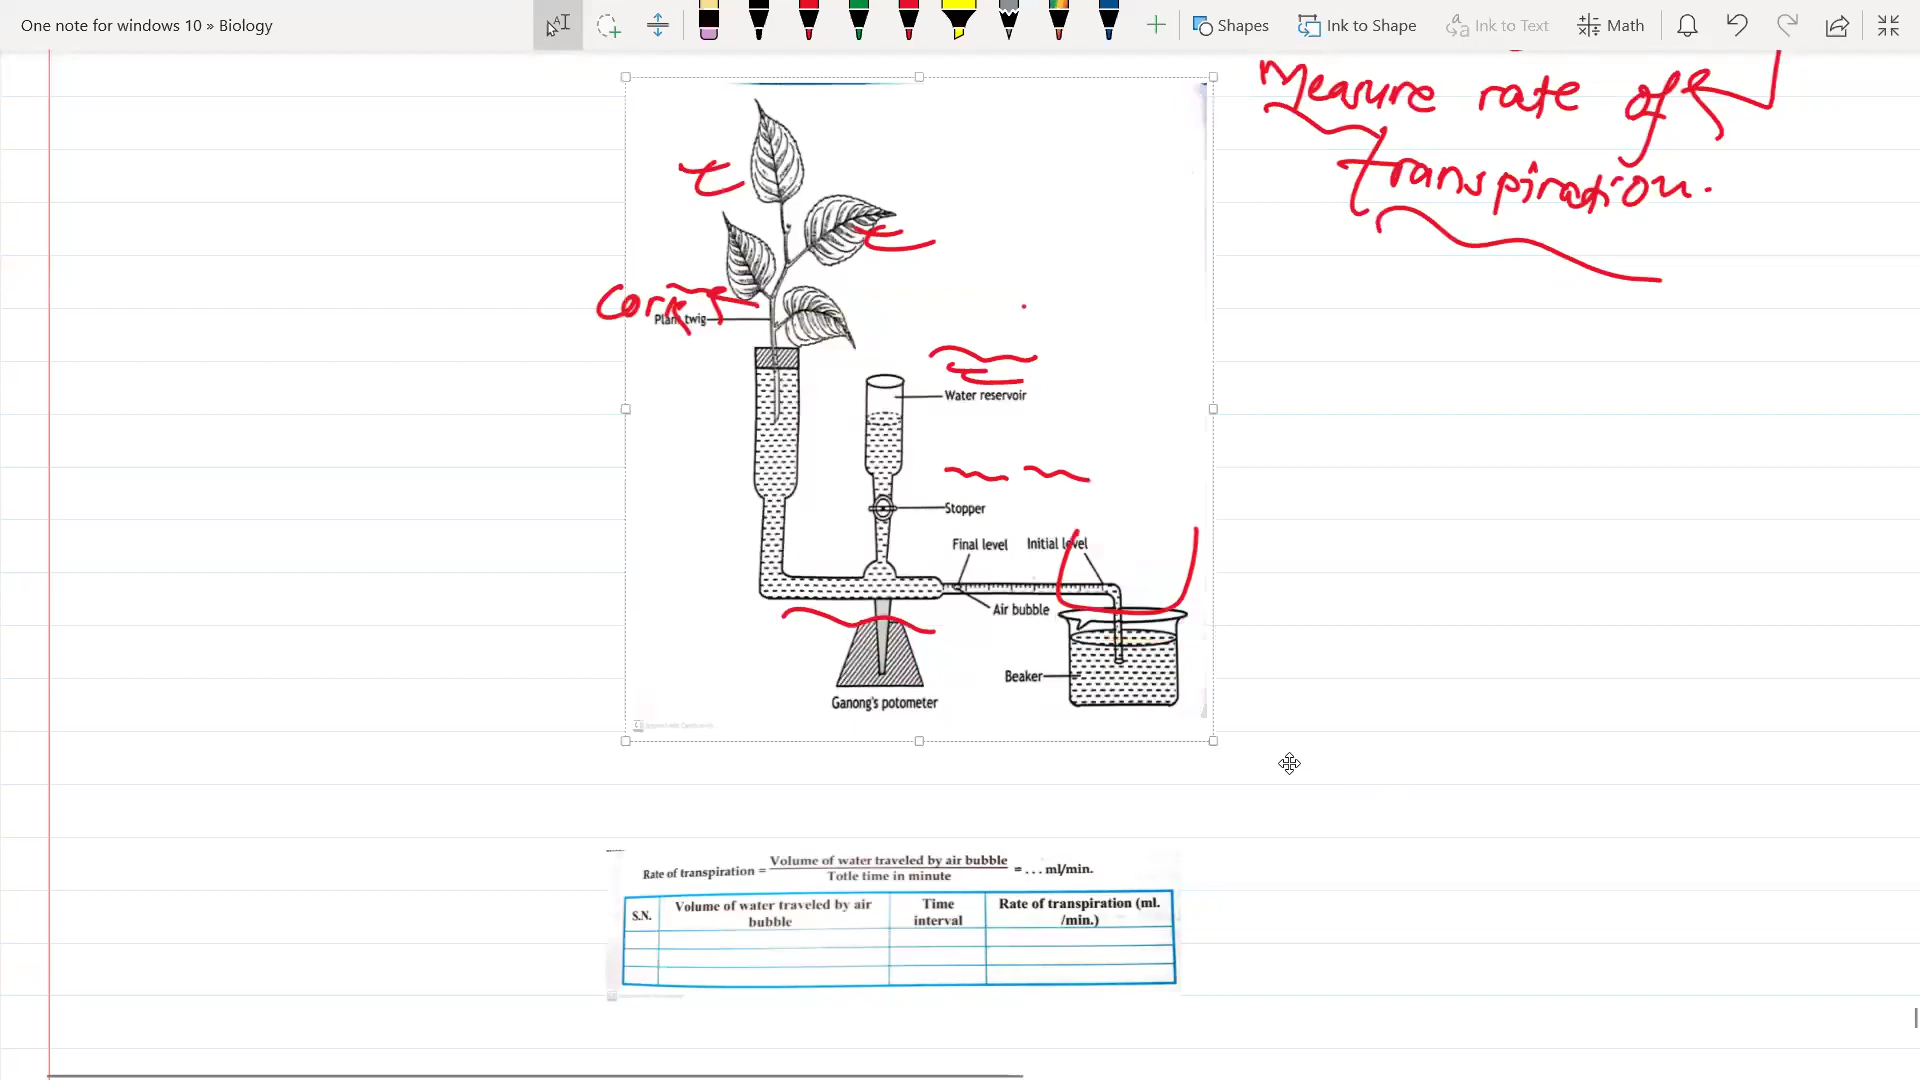 One note for windows 10 » Biology
Shapes
Ink to Shape
Ink to Text
Math
Measure rate of
transpiration.
Cork
Plant twig
Water reservoir
Stopper
Final level
Initial level
Air bubble
Beaker
Ganong's potometer
Rate of transpiration = Volume of water traveled by air bubble / Totle time in minute = ... ml/min.
S.N.
Volume of water traveled by air
bubble
Time
interval
Rate of transpiration (ml.
/min.)